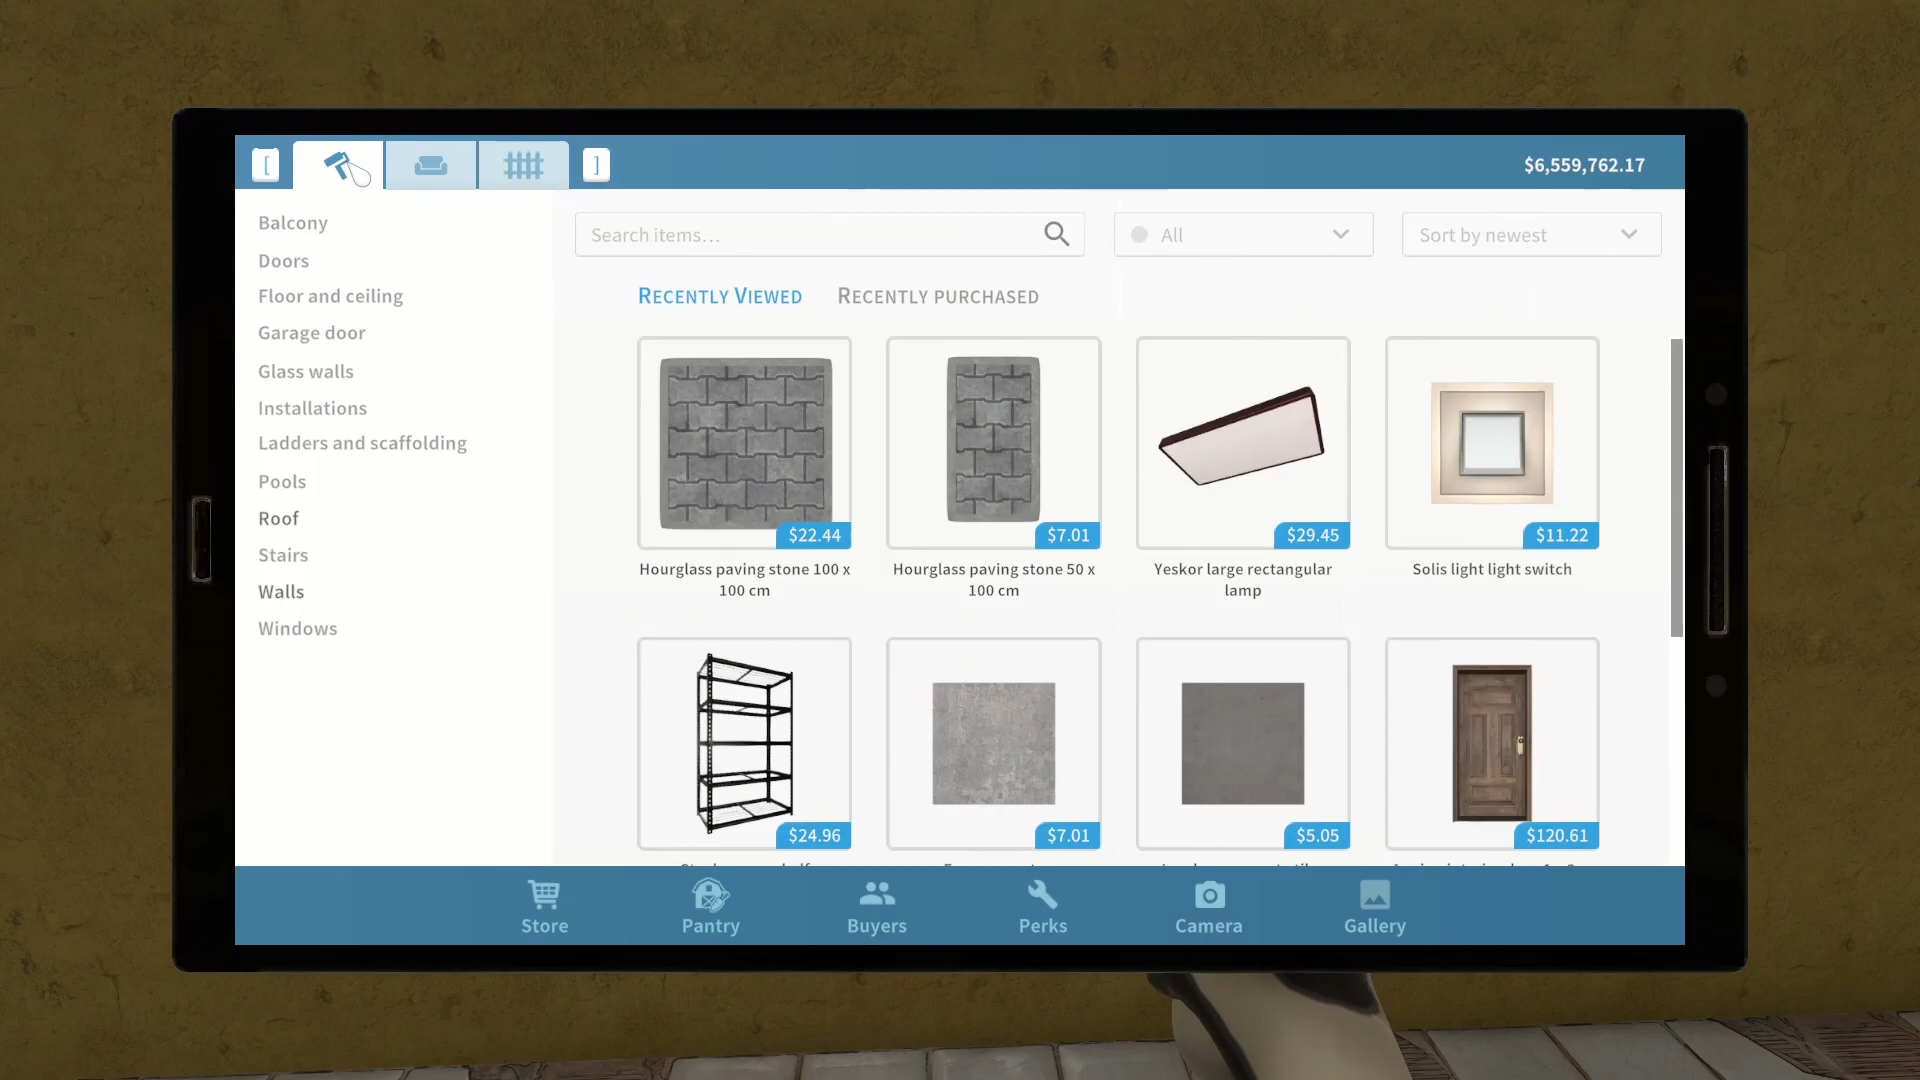 [
]
$6,559,762.17
Balcony
Doors
Floor and ceiling
Garage door
Glass walls
Installations
Ladders and scaffolding
Pools
Roof
Stairs
Walls
Windows
Search items...
All
Sort by newest
RECENTLY VIEWED
RECENTLY PURCHASED
$22.44
$7.01
$29.45
$11.22
Hourglass paving stone 100 x
100 cm
Hourglass paving stone 50 x
100 cm
Yeskor large rectangular
lamp
Solis light light switch
$24.96
$7.01
$5.05
$120.61
Store
Pantry
Buyers
Perks
Camera
Gallery